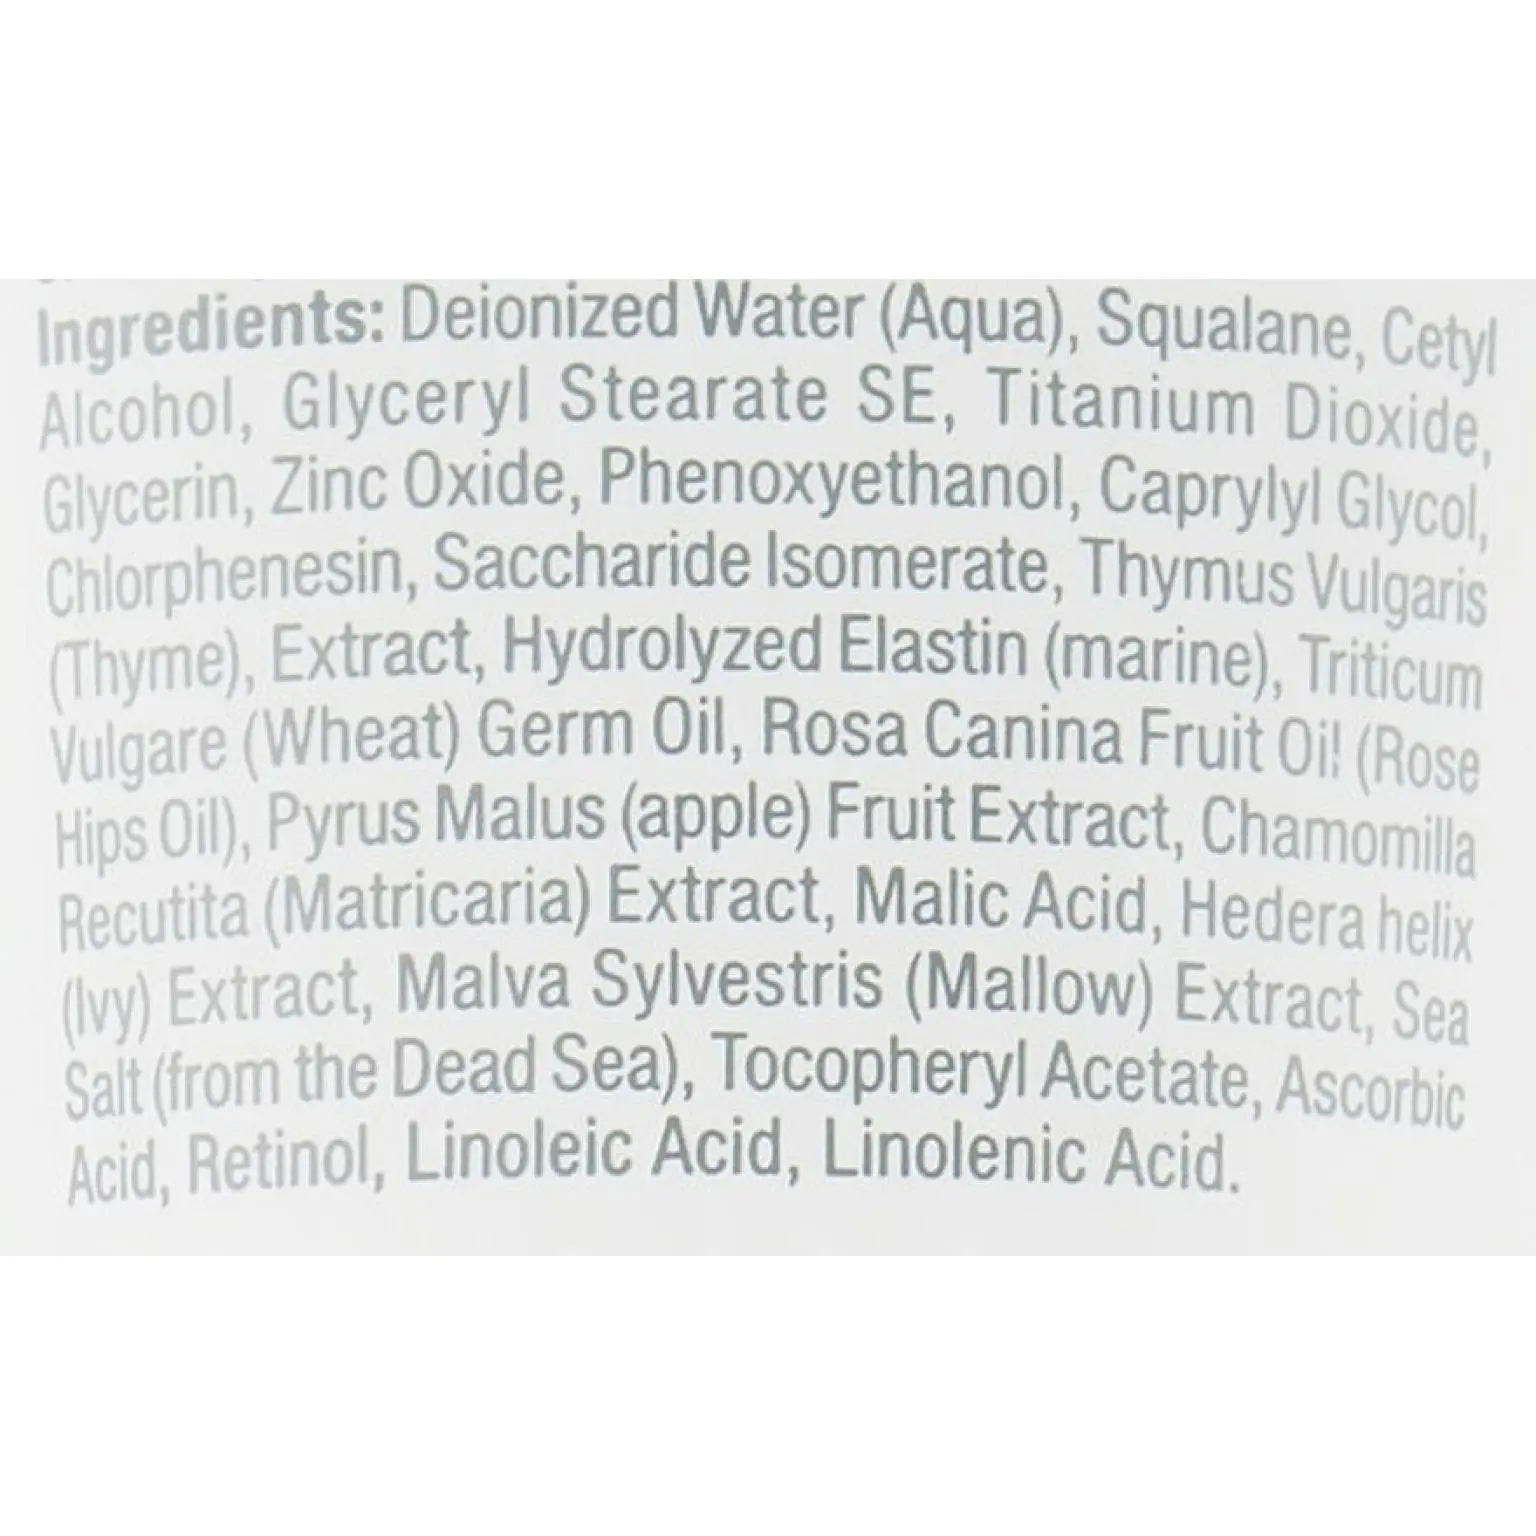 Ingredients: Deionized Water (Aqua), Squalane, Cetyl
Alcohol, Glyceryl Stearate SE, Titanium Dioxide,
Glycerin, Zinc Oxide, Phenoxyethanol, Caprylyl Glycol,
Chlorphenesin, Saccharide Isomerate, Thymus Vulgaris
(Thyme), Extract, Hydrolyzed Elastin (marine), Triticum
Vulgare (Wheat) Germ Oil, Rosa Canina Fruit Oil (Rose
Hips Oil), Pyrus Malus (apple) Fruit Extract, Chamomilla
Recutita (Matricaria) Extract, Malic Acid, Hedera helix
(Ivy) Extract, Malva Sylvestris (Mallow) Extract, Sea
Salt (from the Dead Sea), Tocopheryl Acetate, Ascorbic
Acid, Retinol, Linoleic Acid, Linolenic Acid.